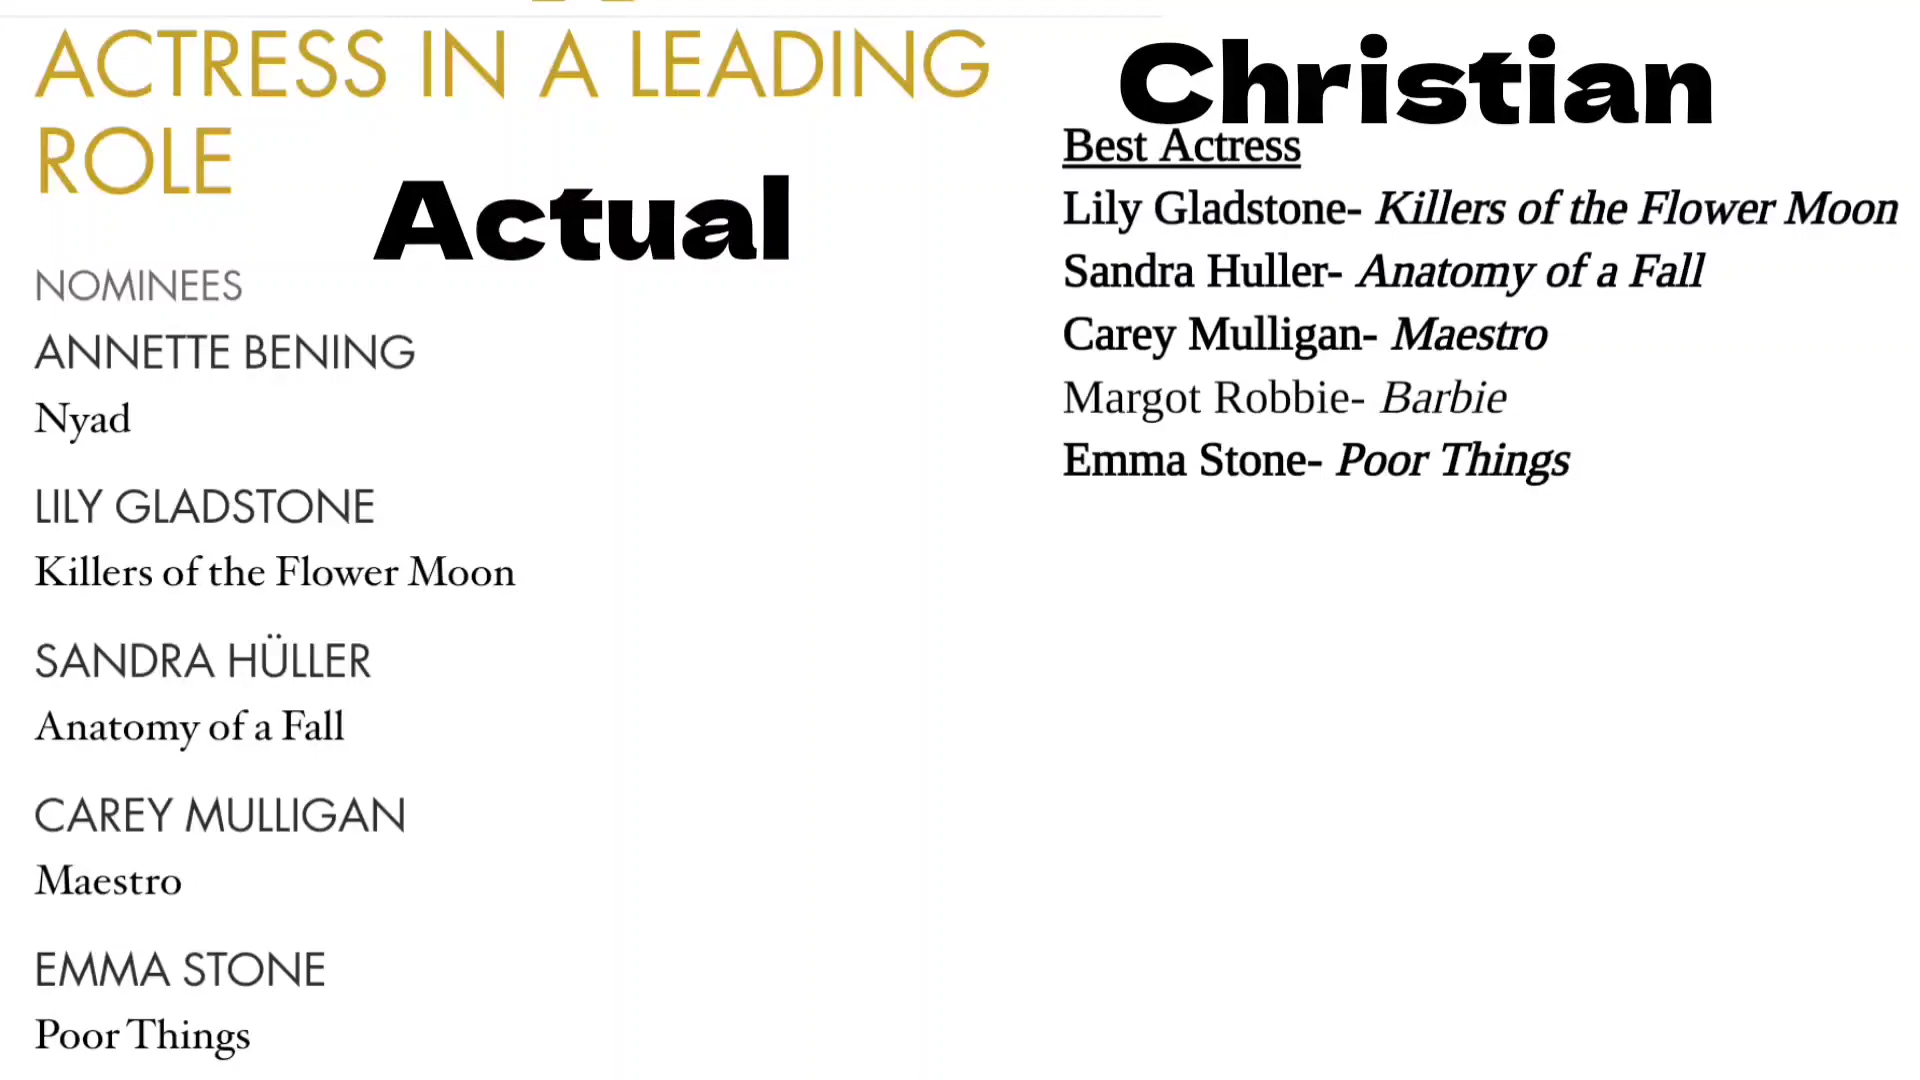 ACTRESS IN A LEADING
ROLE
Actual
NOMINEES
ANNETTE BENING
Nyad
LILY GLADSTONE
Killers of the Flower Moon
SANDRA HÜLLER
Anatomy of a Fall
CAREY MULLIGAN
Maestro
EMMA STONE
Poor Things
Christian
Best Actress
Lily Gladstone- Killers of the Flower Moon
Sandra Huller- Anatomy of a Fall
Carey Mulligan- Maestro
Margot Robbie- Barbie
Emma Stone- Poor Things